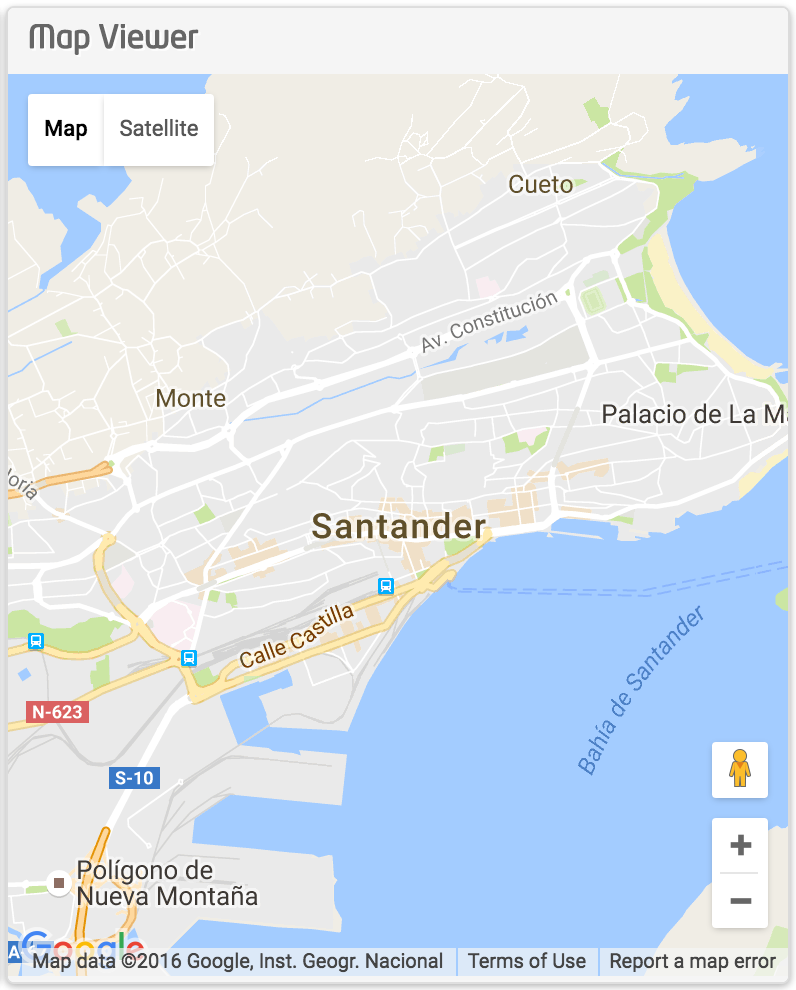 Map Viewer
Map
Satellite
Cueto
Av. Constitución
Monte
Palacio de La Ma
loria
Santander
Calle Castilla
Bahía de Santander
N-623
S-10
Polígono de
Nueva Montaña
A
Google
Map data ©2016 Google, Inst. Geogr. Nacional
Terms of Use
Report a map error